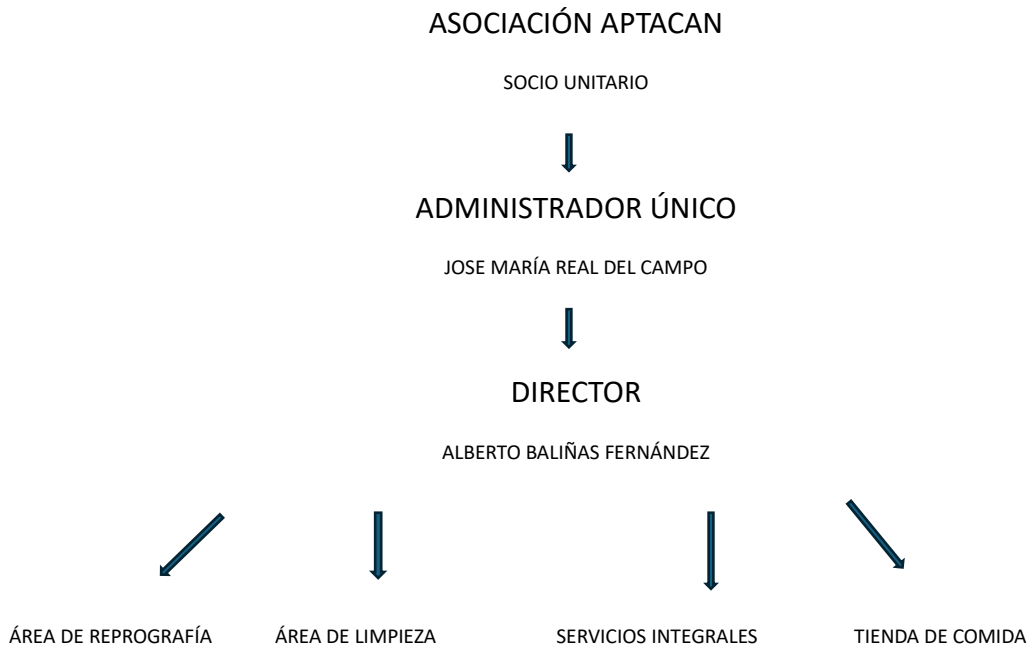 ASOCIACIÓN APTACAN
SOCIO UNITARIO
ADMINISTRADOR ÚNICO
JOSE MARÍA REAL DEL CAMPO
DIRECTOR
ALBERTO BALIÑAS FERNÁNDEZ
ÁREA DE REPROGRAFÍA
ÁREA DE LIMPIEZA
SERVICIOS INTEGRALES
TIENDA DE COMIDA